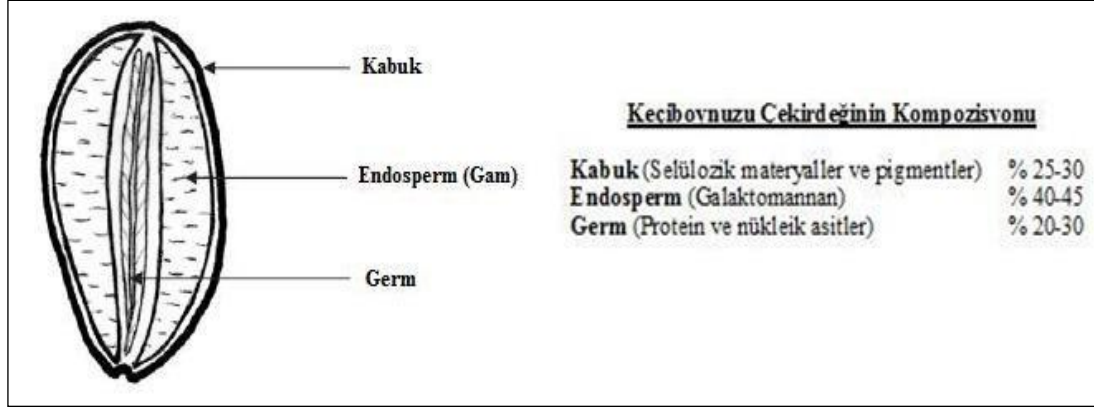 Kabuk
Endosperm (Gam)
Germ
Keçiboynuzu Çekirdeğinin Kompozisyonu
Kabuk (Selülozik materyaller ve pigmentler) % 25-30
Endosperm (Galaktomannan) % 40-45
Germ (Protein ve nükleik asitler) % 20-30